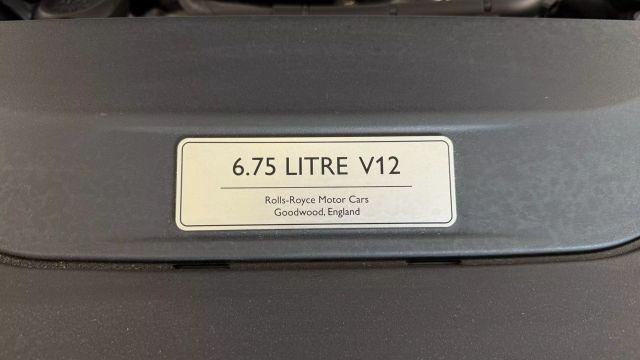 6.75 LITRE V12
Rolls-Royce Motor Cars
Goodwood, England